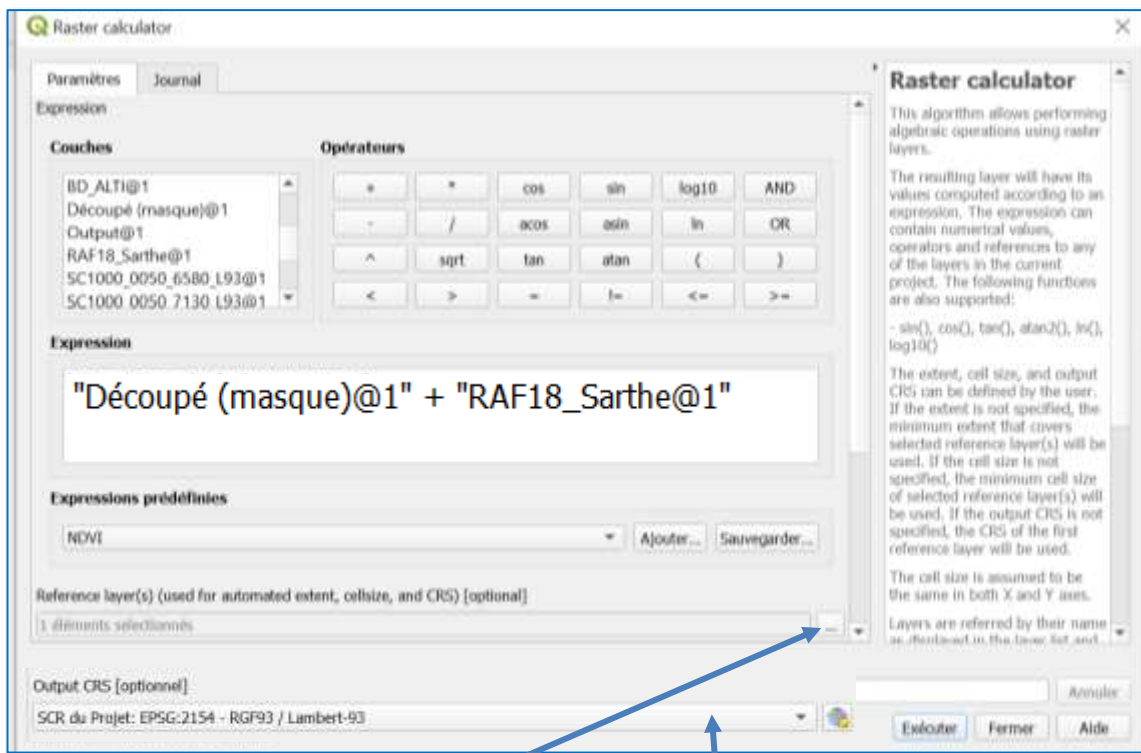 Raster calculator
Paramètres Journal
Expression
Couches
BD_ALTI@1
Découpé (masque)@1
Output@1
RAF18_Sarthe@1
SC1000_0050_6580_L93@1
SC1000_0050_7130_L93@1
Opérateurs
+ * cos sin log10 AND
- / acos asin ln OR
^ sqrt tan atan ( )
< > = != <= >=
Expression
"Découpé (masque)@1" + "RAF18_Sarthe@1"
Expressions prédéfinies
NDVI Ajouter... Sauvegarder...
Reference layer(s) (used for automated extent, cellsize, and CRS) [optional]
1 éléments sélectionnés ...
Output CRS [optionnel]
SCR du Projet: EPSG:2154 - RGF93 / Lambert-93
Raster calculator
This algorithm allows performing
algebraic operations using raster
layers.
The resulting layer will have its
values computed according to an
expression. The expression can
contain numerical values,
operators and references to any
of the layers in the current
project. The following functions
are also supported:
- sin(), cos(), tan(), atan2(), ln(),
log10()
The extent, cell size, and output
CRS can be defined by the user.
If the extent is not specified, the
minimum extent that covers
selected reference layer(s) will be
used. If the cell size is not
specified, the minimum cell size
of selected reference layer(s) will
be used. If the output CRS is not
specified, the CRS of the first
reference layer will be used.
The cell size is assumed to be
the same in both X and Y axes.
Layers are referred by their name
as displayed in the layer list and
Annuler
Exécuter Fermer Aide